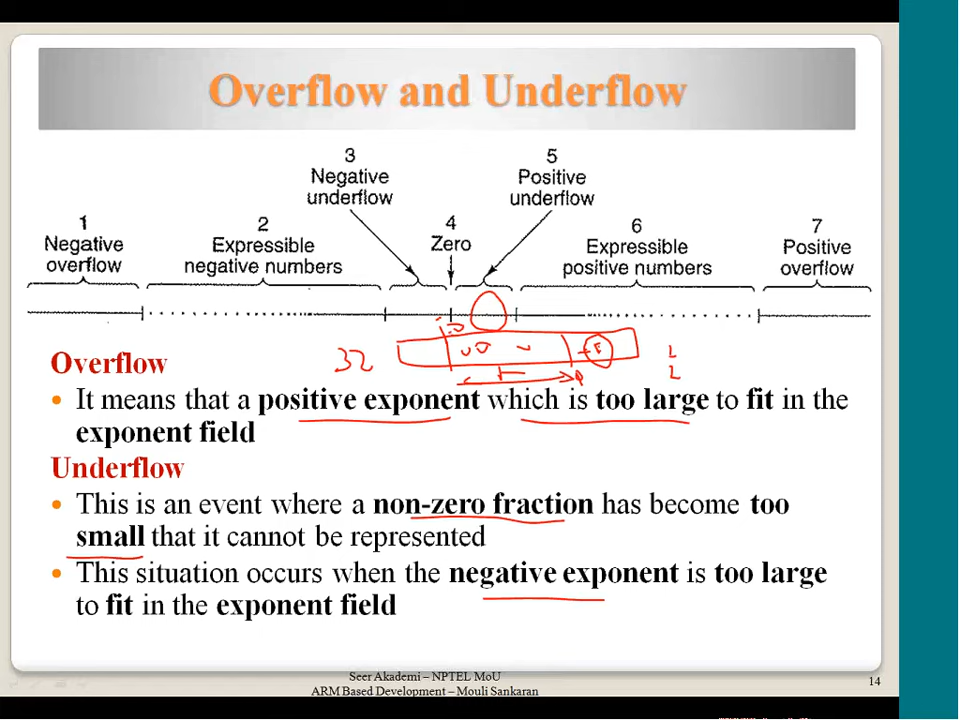 Overflow and Underflow
3
Negative
underflow
5
Positive
underflow
1
Negative
overflow
2
Expressible
negative numbers
4
Zero
6
Expressible
positive numbers
7
Positive
overflow
32
Overflow
• It means that a positive exponent which is too large to fit in the
exponent field
Underflow
• This is an event where a non-zero fraction has become too
small that it cannot be represented
• This situation occurs when the negative exponent is too large
to fit in the exponent field
Seer Akademi – NPTEL MoU
ARM Based Development – Mouli Sankaran
14